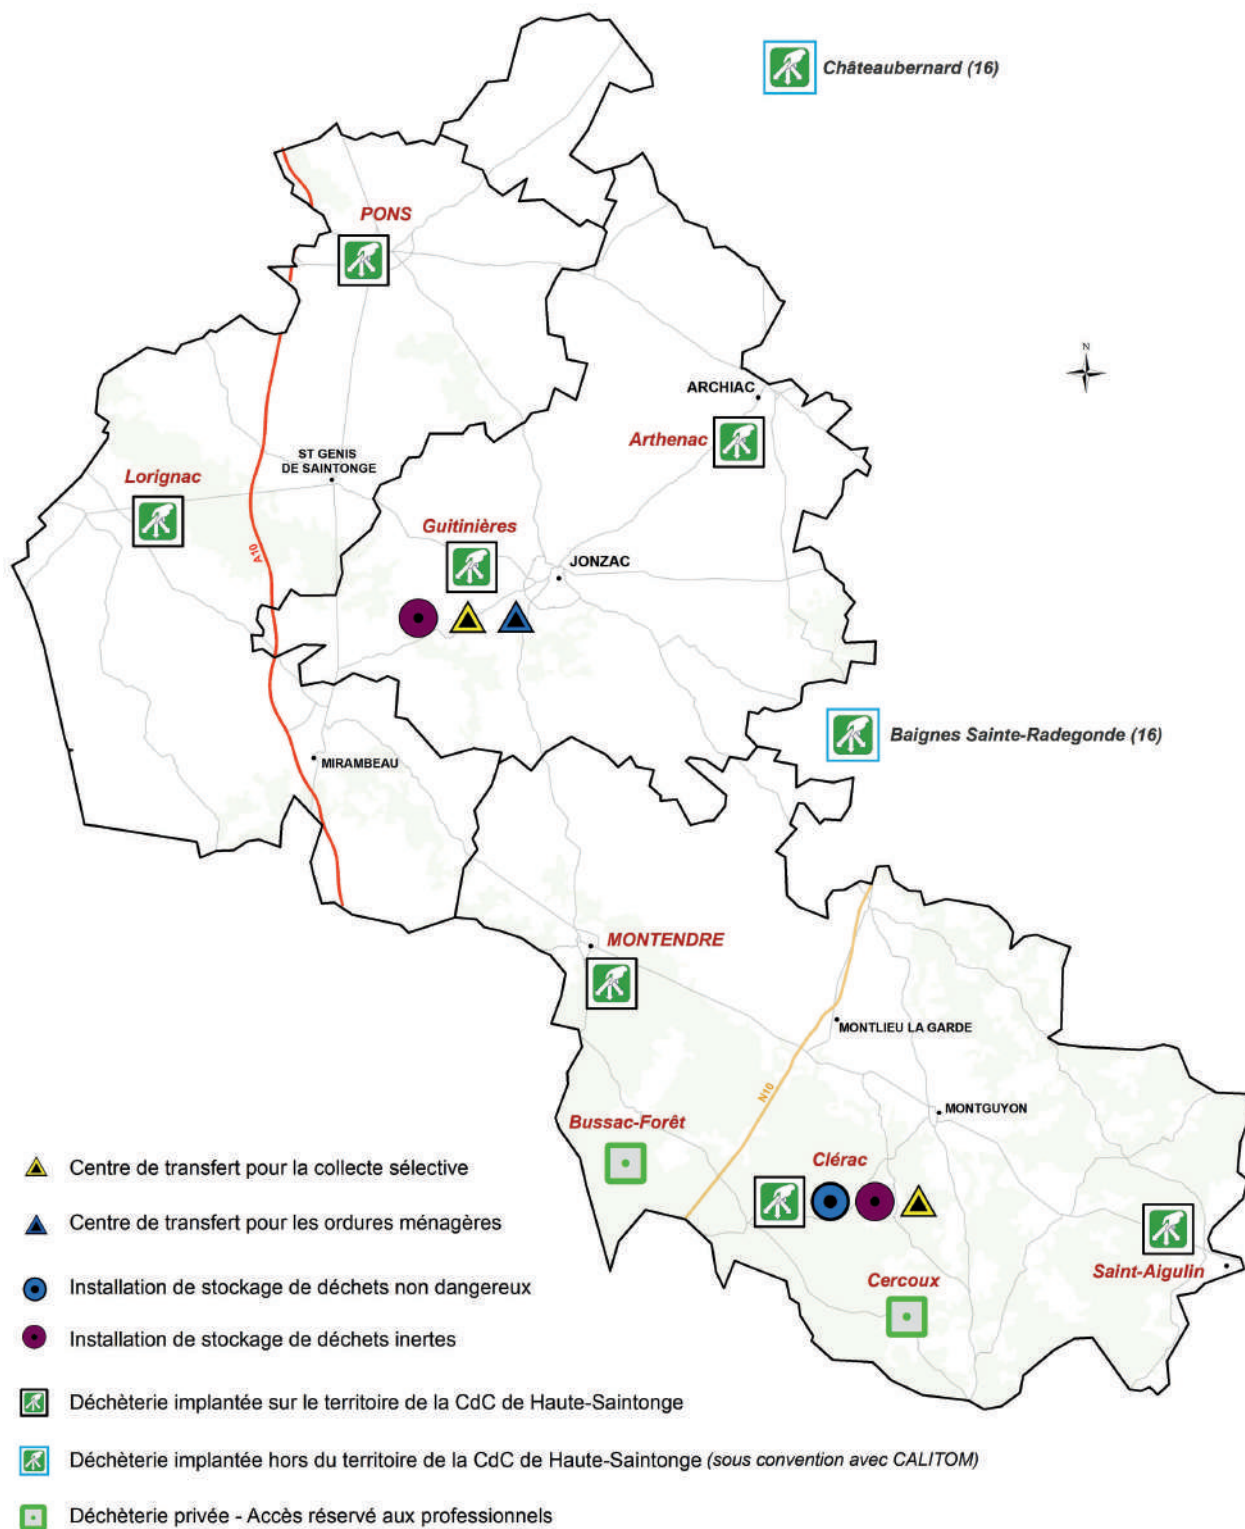 Châteaubernard (16)
PONS
N
ARCHIAC
Arthenac
ST GENIS
DE SAINTONGE
Lorignac
Guitinières
A10
JONZAC
Baignes Sainte-Radegonde (16)
MIRAMBEAU
MONTENDRE
MONTLIEU LA GARDE
N10
MONTGUYON
Bussac-Forêt
Clérac
Saint-Aigulin
Cercoux
Centre de transfert pour la collecte sélective
Centre de transfert pour les ordures ménagères
Installation de stockage de déchets non dangereux
Installation de stockage de déchets inertes
Déchèterie implantée sur le territoire de la CdC de Haute-Saintonge
Déchèterie implantée hors du territoire de la CdC de Haute-Saintonge (sous convention avec CALITOM)
Déchèterie privée - Accès réservé aux professionnels